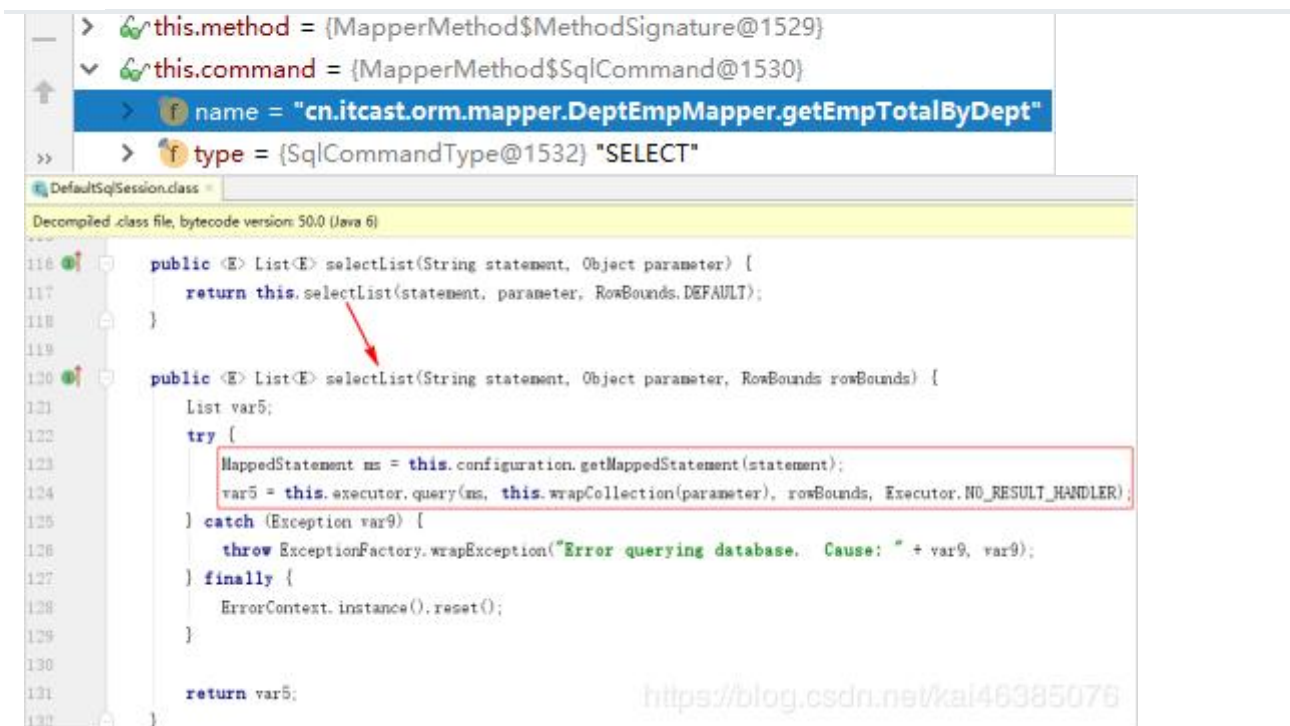 this.method = {MapperMethod$MethodSignature@1529}
this.command = {MapperMethod$SqlCommand@1530}
f name = "cn.itcast.orm.mapper.DeptEmpMapper.getEmpTotalByDept"
f type = {SqlCommandType@1532} "SELECT"
DefaultSqlSession.class
Decompiled .class file, bytecode version: 50.0 (Java 6)
116 public <E> List<E> selectList(String statement, Object parameter) {
117 return this.selectList(statement, parameter, RowBounds.DEFAULT);
118 }
119
120 public <E> List<E> selectList(String statement, Object parameter, RowBounds rowBounds) {
121 List var5;
122 try {
123 MappedStatement ms = this.configuration.getMappedStatement(statement);
124 var5 = this.executor.query(ms, this.wrapCollection(parameter), rowBounds, Executor.NO_RESULT_HANDLER);
125 } catch (Exception var9) {
126 throw ExceptionFactory.wrapException("Error querying database.  Cause: " + var9, var9);
127 } finally {
128 ErrorContext.instance().reset();
129 }
130
131 return var5;
https://blog.csdn.net/kai46385076
132 }